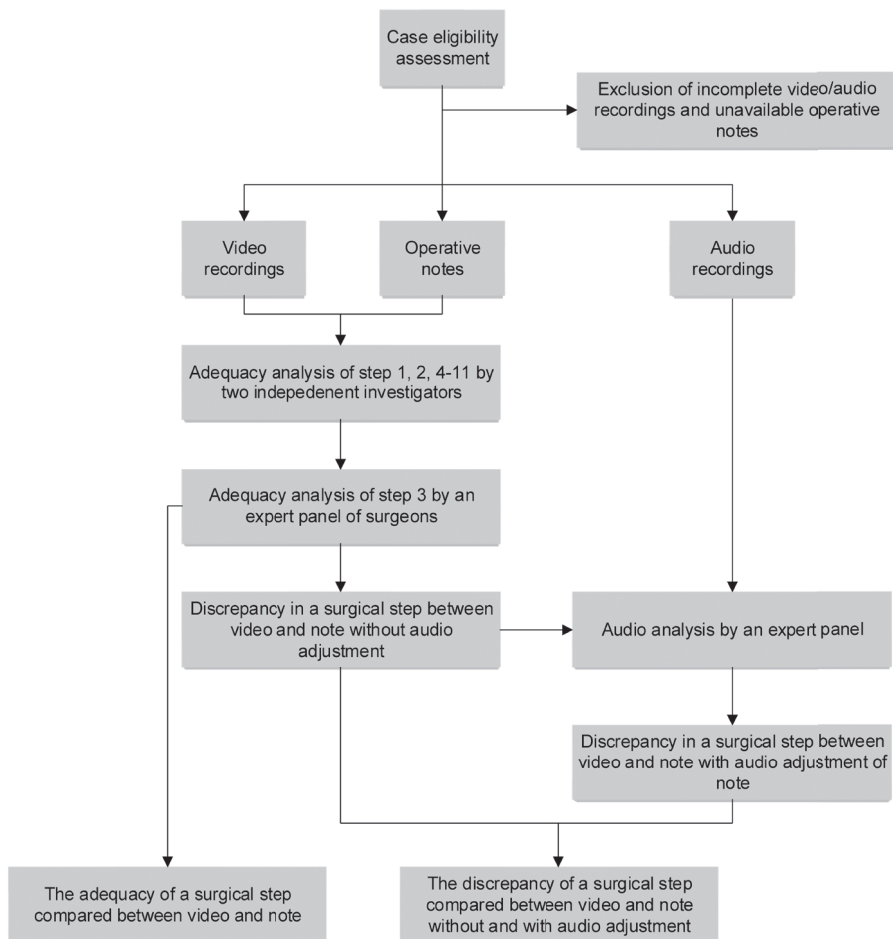 Case eligibility
assessment
Exclusion of incomplete video/audio
recordings and unavailable operative
notes
Video
recordings
Operative
notes
Audio
recordings
Adequacy analysis of step 1, 2, 4-11 by
two indepedenent investigators
Adequacy analysis of step 3 by an
expert panel of surgeons
Discrepancy in a surgical step between
video and note without audio
adjustment
Audio analysis by an expert panel
Discrepancy in a surgical step between
video and note with audio adjustment of
note
The adequacy of a surgical step
compared between video and note
The discrepancy of a surgical step
compared between video and note
without and with audio adjustment